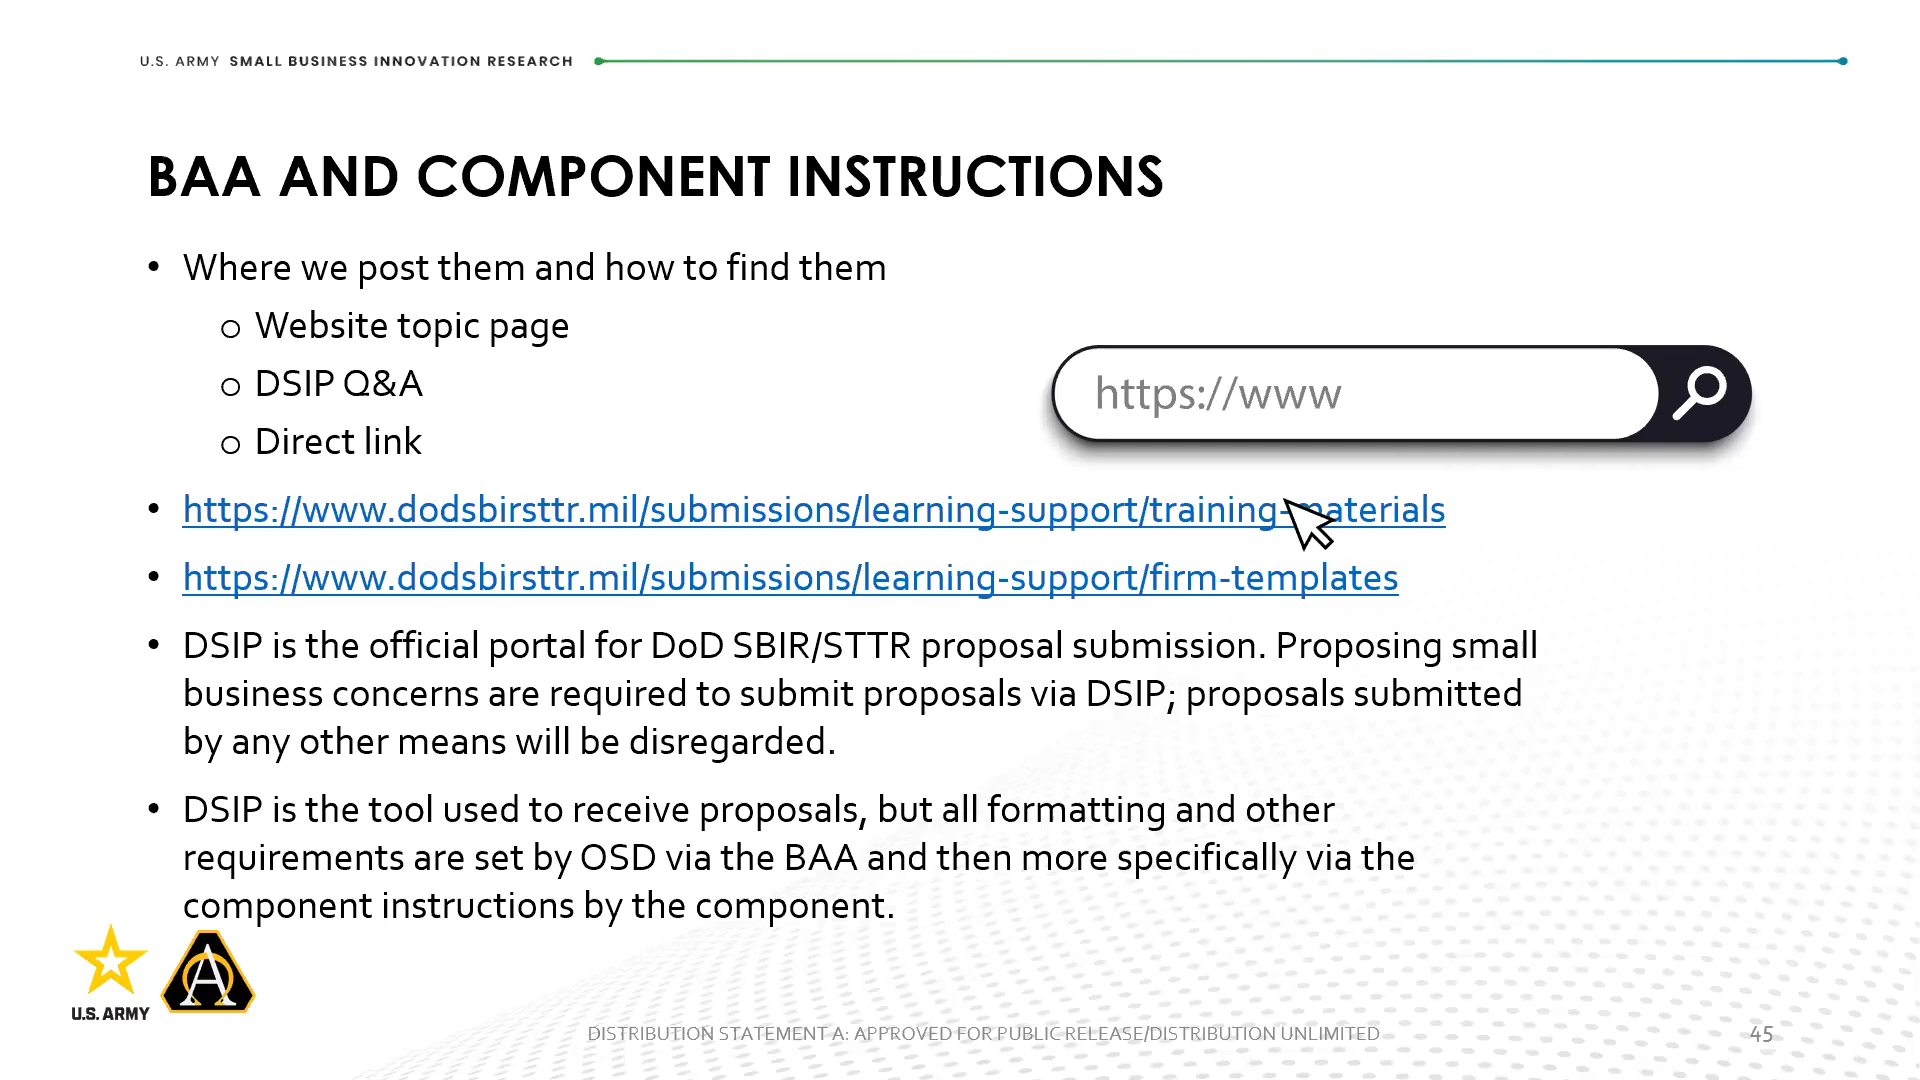 U.S. ARMY SMALL BUSINESS INNOVATION RESEARCH
BAA AND COMPONENT INSTRUCTIONS
• Where we post them and how to find them
o Website topic page
o DSIP Q&A
o Direct link
https://www
• https://www.dodsbirsttr.mil/submissions/learning-support/training-materials
• https://www.dodsbirsttr.mil/submissions/learning-support/firm-templates
• DSIP is the official portal for DoD SBIR/STTR proposal submission. Proposing small
business concerns are required to submit proposals via DSIP; proposals submitted
by any other means will be disregarded.
• DSIP is the tool used to receive proposals, but all formatting and other
requirements are set by OSD via the BAA and then more specifically via the
component instructions by the component.
U.S. ARMY
DISTRIBUTION STATEMENT A: APPROVED FOR PUBLIC RELEASE/DISTRIBUTION UNLIMITED
45